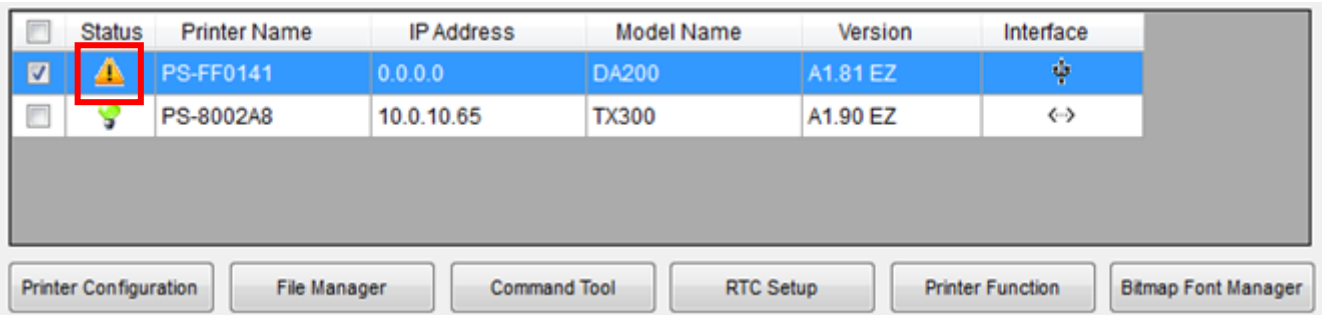 Status Printer Name IP Address Model Name Version Interface
PS-FF0141 0.0.0.0 DA200 A1.81 EZ
PS-8002A8 10.0.10.65 TX300 A1.90 EZ
Printer Configuration File Manager Command Tool RTC Setup Printer Function Bitmap Font Manager